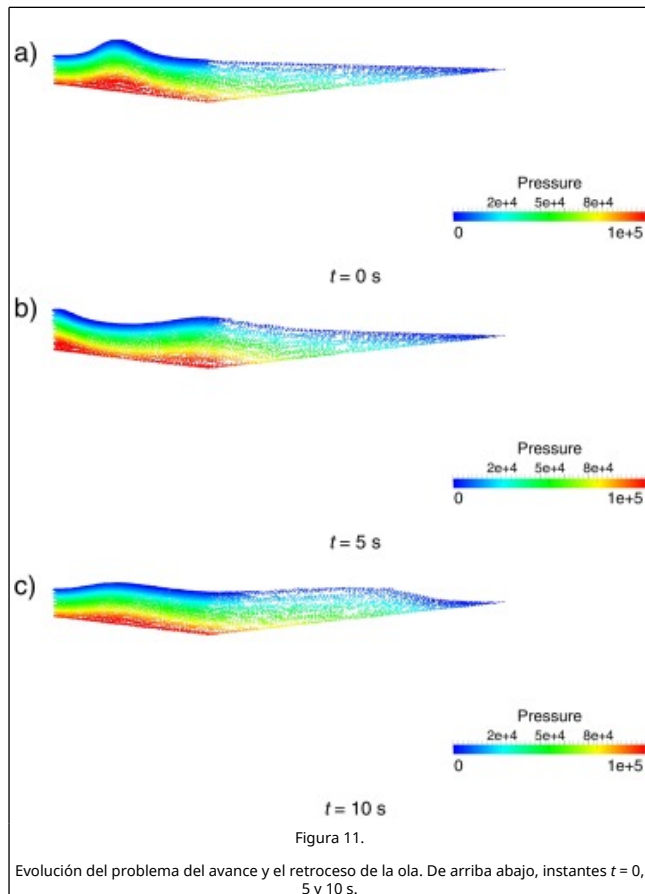 a)
Pressure
2e+4 5e+4 8e+4
0 1e+5
t = 0 s
b)
Pressure
2e+4 5e+4 8e+4
0 1e+5
t = 5 s
c)
Pressure
2e+4 5e+4 8e+4
0 1e+5
t = 10 s
Figura 11.
Evolución del problema del avance y el retroceso de la ola. De arriba abajo, instantes t = 0,
5 y 10 s.